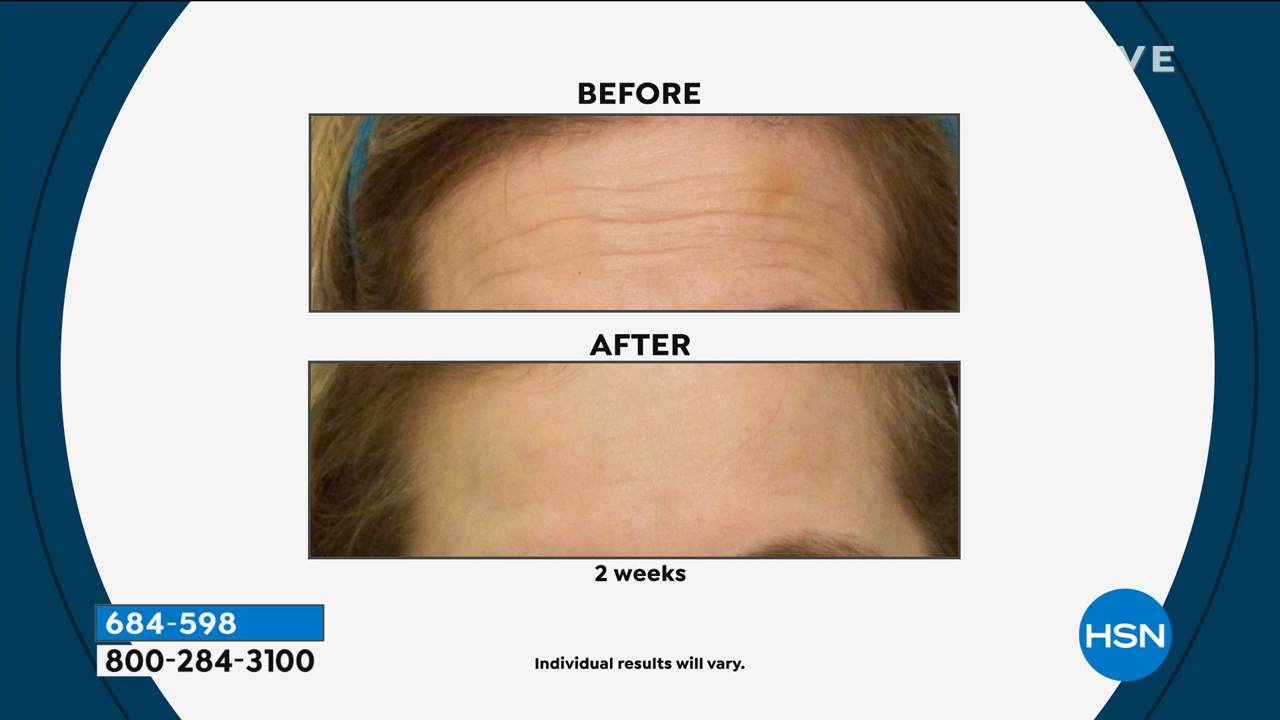 LIVE
BEFORE
AFTER
2 weeks
684-598
800-284-3100
Individual results will vary.
HSN